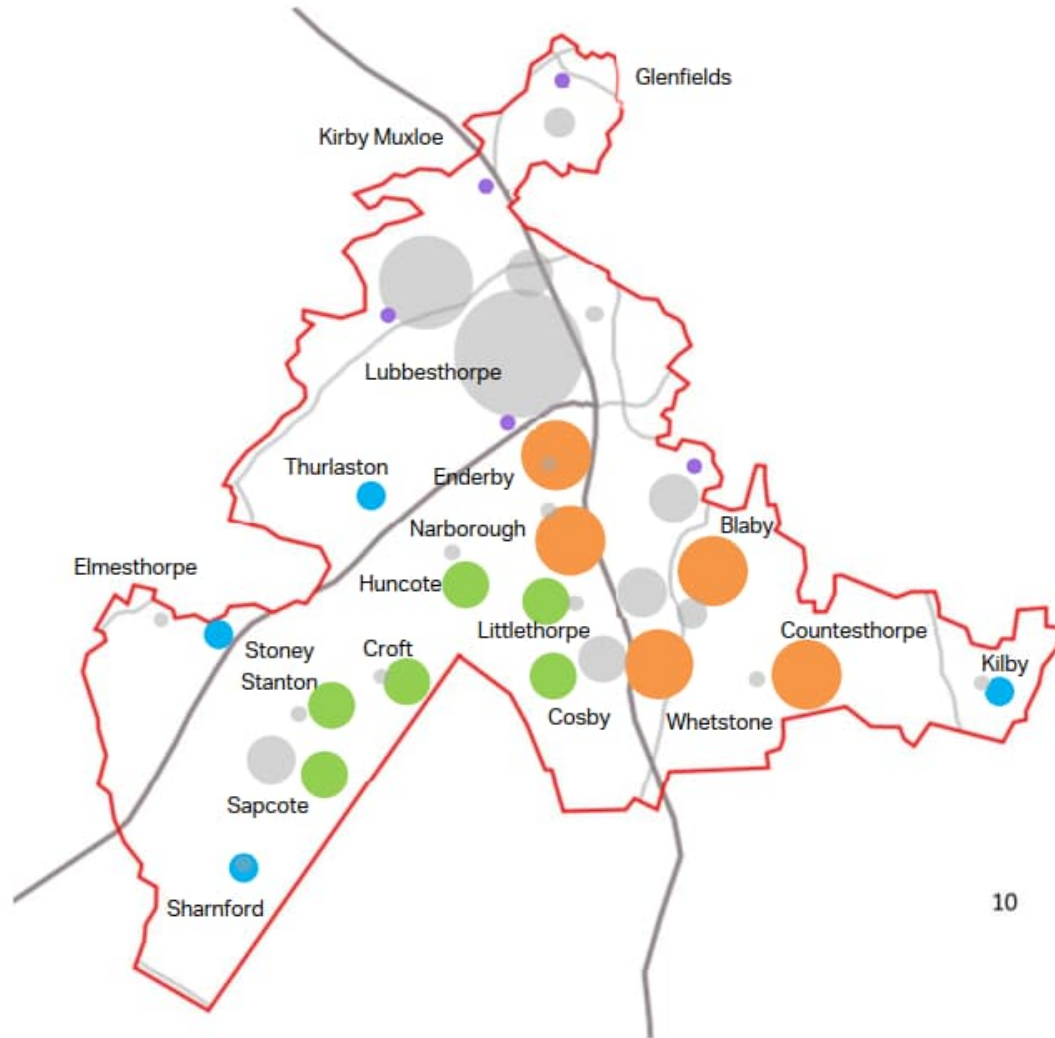 Glenfields
Kirby Muxloe
Lubbesthorpe
Thurlaston
Enderby
Narborough
Blaby
Elmesthorpe
Huncote
Littlethorpe
Countesthorpe
Stoney
Stanton
Croft
Kilby
Cosby
Whetstone
Sapcote
Sharnford
10